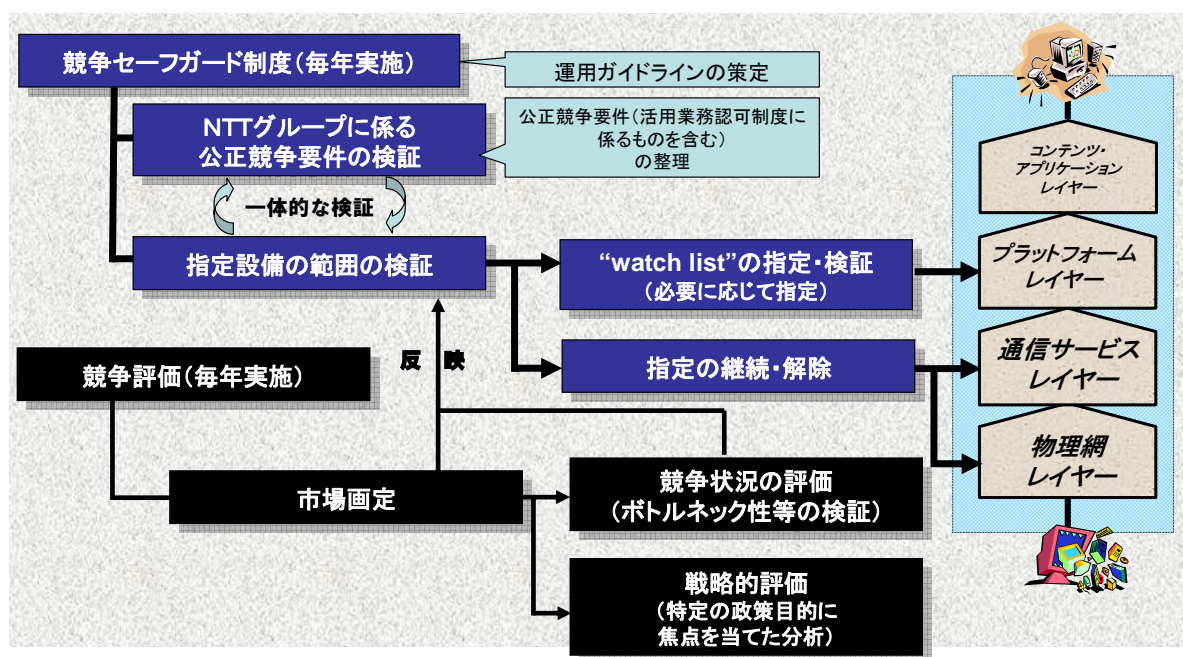 競争セーフガード制度(毎年実施)
運用ガイドラインの策定
NTTグループに係る
公正競争要件の検証
公正競争要件(活用業務認可制度に
係るものを含む)
の整理
一体的な検証
指定設備の範囲の検証
“watch list”の指定・検証
(必要に応じて指定)
指定の継続・解除
反映
競争評価(毎年実施)
市場画定
競争状況の評価
(ボトルネック性等の検証)
戦略的評価
(特定の政策目的に
焦点を当てた分析)
コンテンツ・
アプリケーション
レイヤー
プラットフォーム
レイヤー
通信サービス
レイヤー
物理網
レイヤー